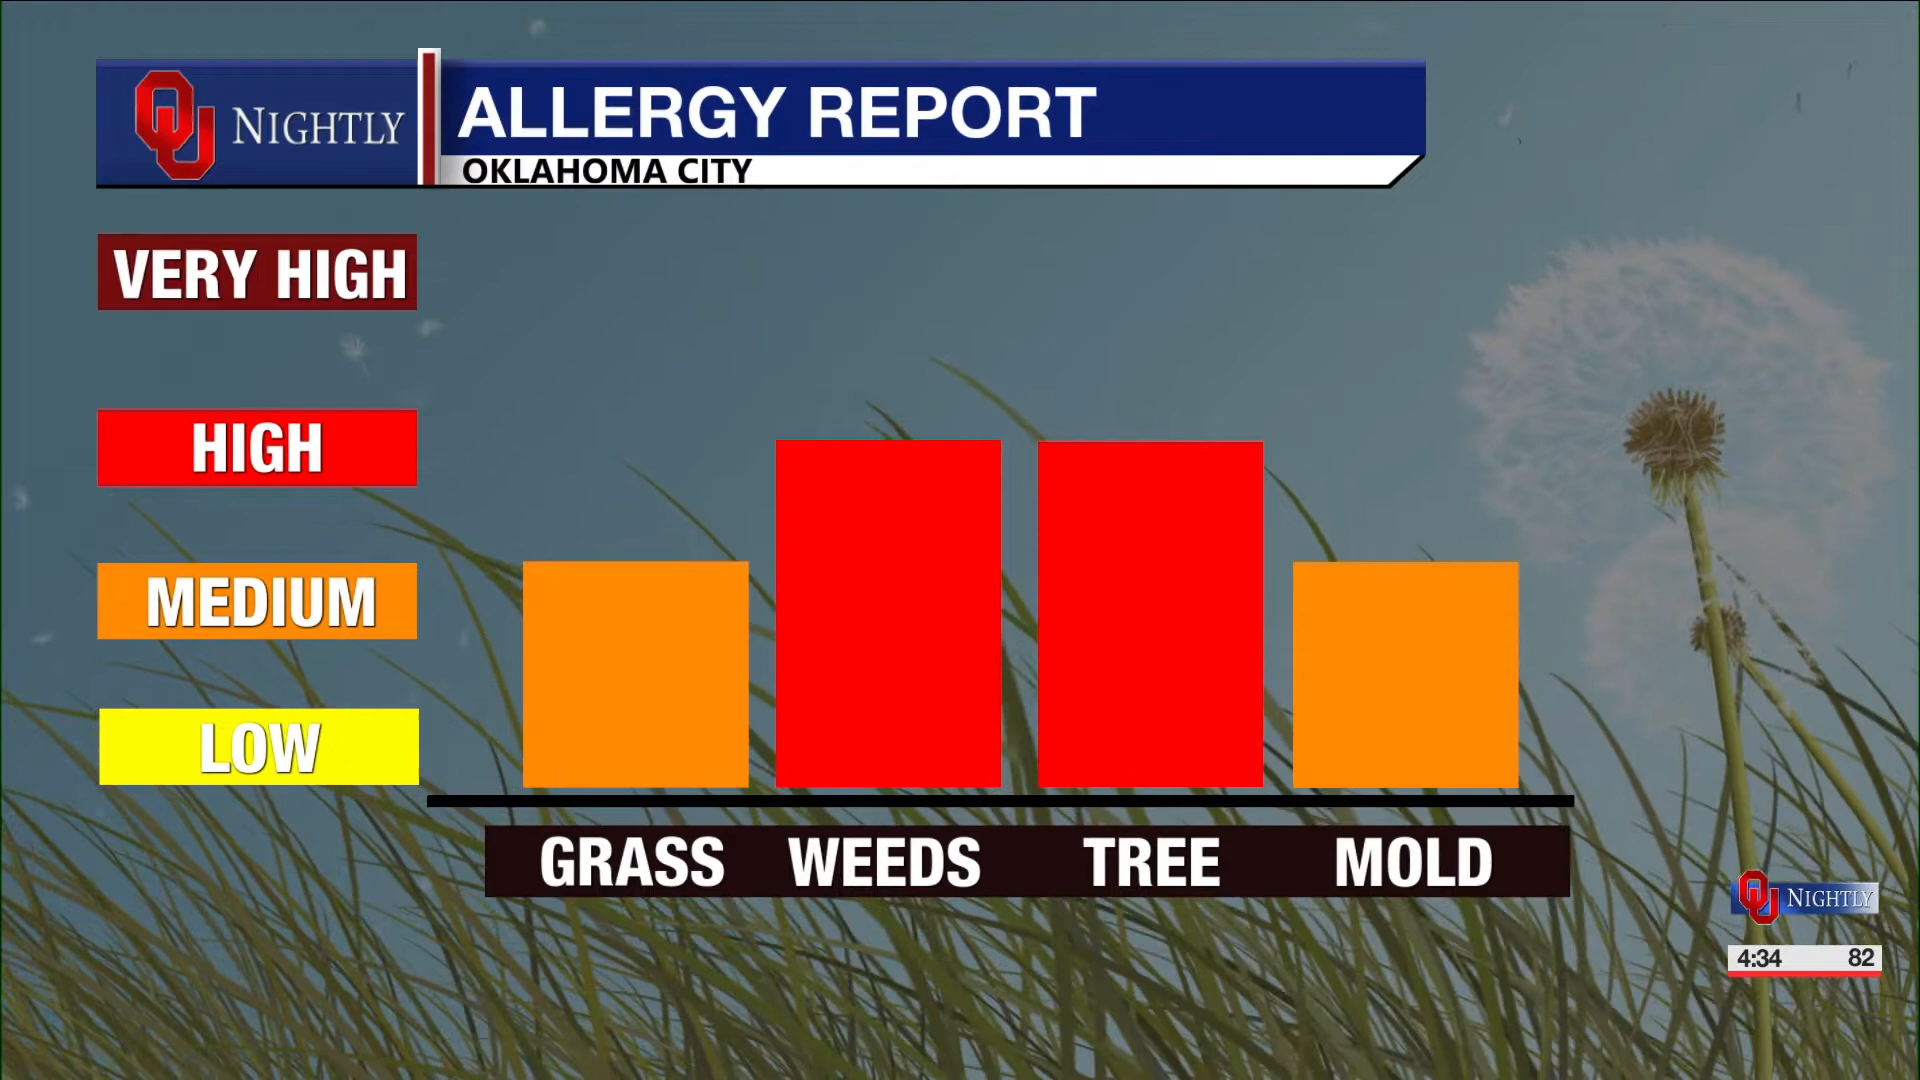 OU NIGHTLY
ALLERGY REPORT
OKLAHOMA CITY
VERY HIGH
HIGH
MEDIUM
LOW
GRASS WEEDS TREE MOLD
OU NIGHTLY
4:34 82